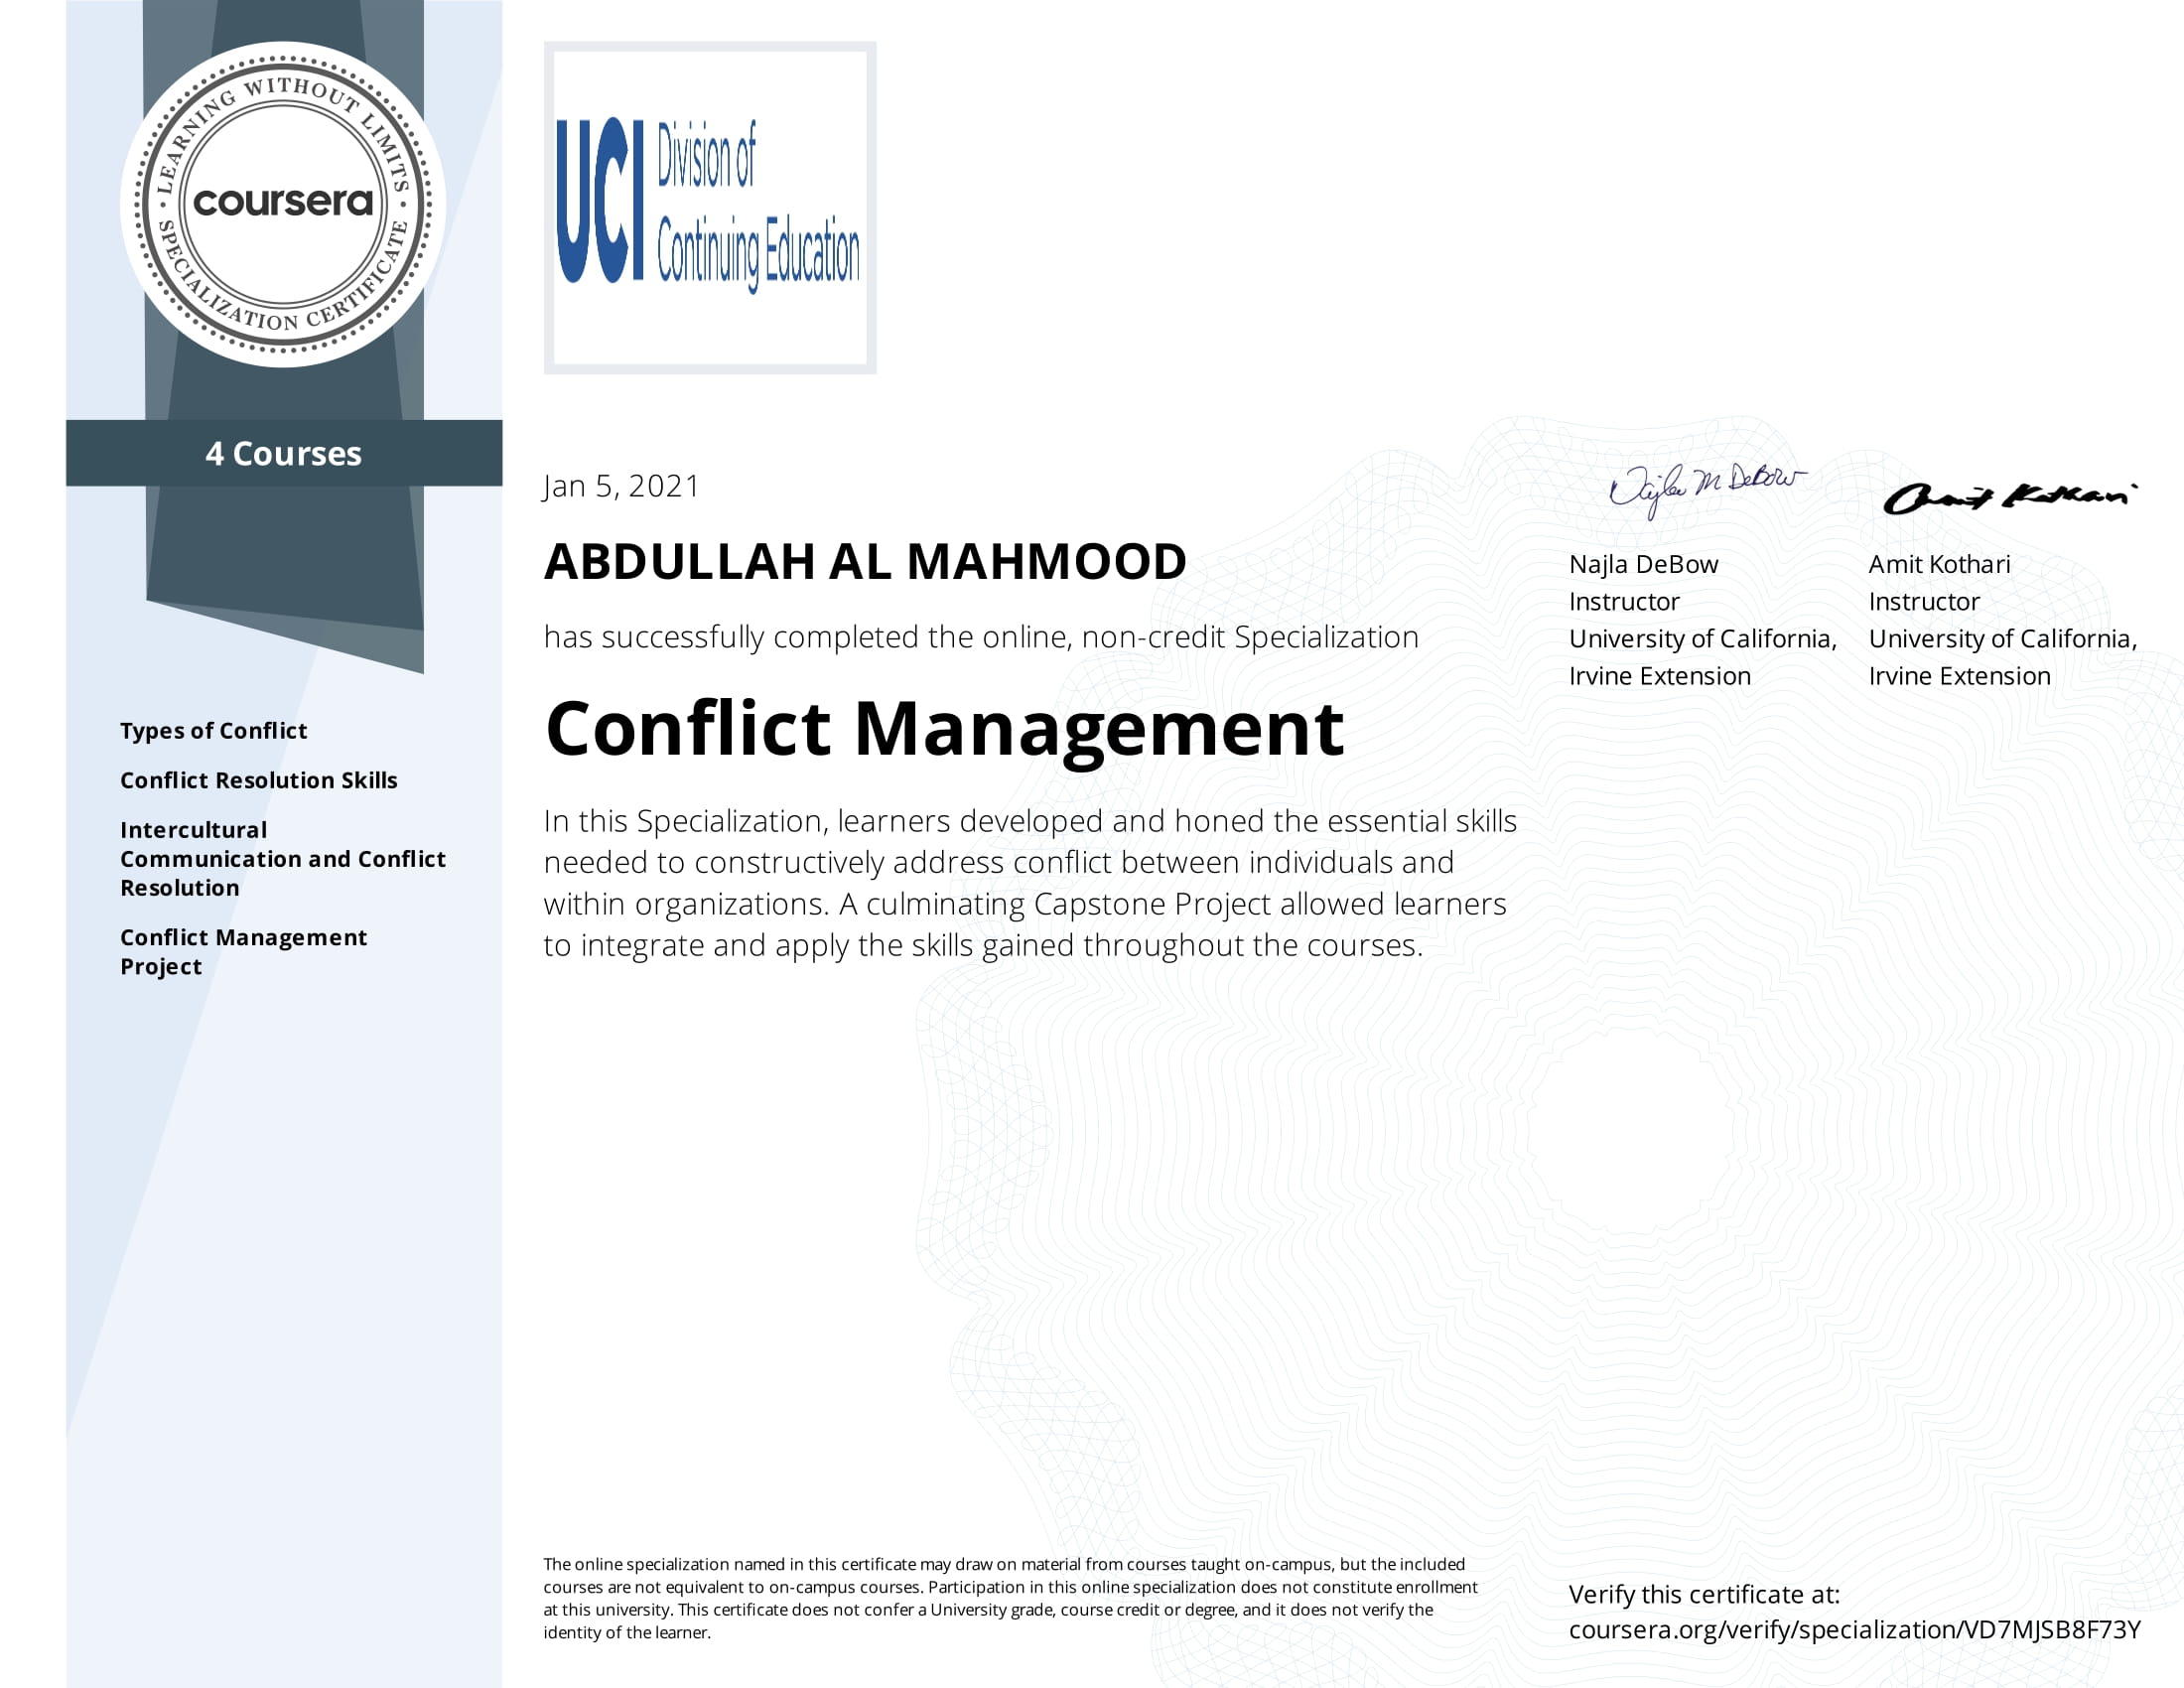 LEARNING WITHOUT LIMITS
coursera
SPECIALIZATION CERTIFICATE
4 Courses
Types of Conflict
Conflict Resolution Skills
Intercultural
Communication and Conflict
Resolution
Conflict Management
Project
UCI
Division of
Continuing Education
Jan 5, 2021
ABDULLAH AL MAHMOOD
has successfully completed the online, non-credit Specialization
Conflict Management
In this Specialization, learners developed and honed the essential skills
needed to constructively address conflict between individuals and
within organizations. A culminating Capstone Project allowed learners
to integrate and apply the skills gained throughout the courses.
Najla M DeBow
Najla DeBow
Instructor
University of California,
Irvine Extension
Amit Kothari
Amit Kothari
Instructor
University of California,
Irvine Extension
The online specialization named in this certificate may draw on material from courses taught on-campus, but the included
courses are not equivalent to on-campus courses. Participation in this online specialization does not constitute enrollment
at this university. This certificate does not confer a University grade, course credit or degree, and it does not verify the
identity of the learner.
Verify this certificate at:
coursera.org/verify/specialization/VD7MJSB8F73Y